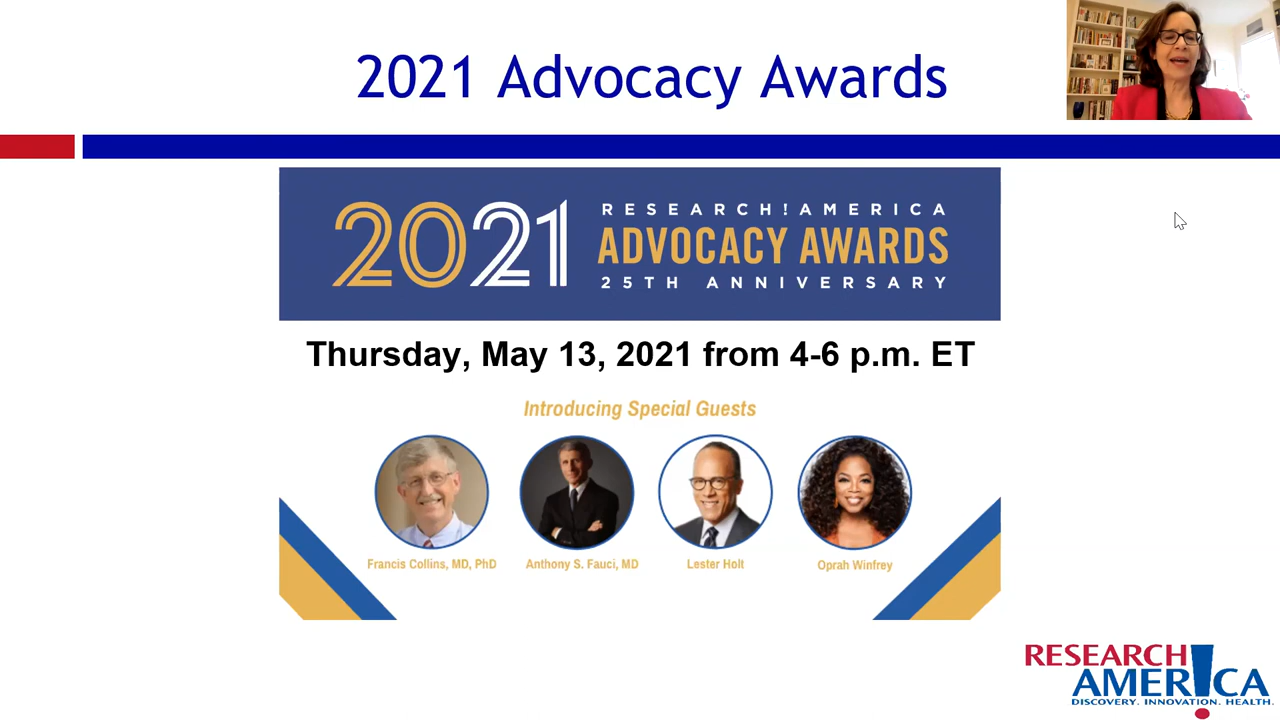 2021 Advocacy Awards
2021
RESEARCH!AMERICA
ADVOCACY AWARDS
25TH ANNIVERSARY
Thursday, May 13, 2021 from 4-6 p.m. ET
Introducing Special Guests
Francis Collins, MD, PhD
Anthony S. Fauci, MD
Lester Holt
Oprah Winfrey
RESEARCH
AMERICA
DISCOVERY. INNOVATION. HEALTH.